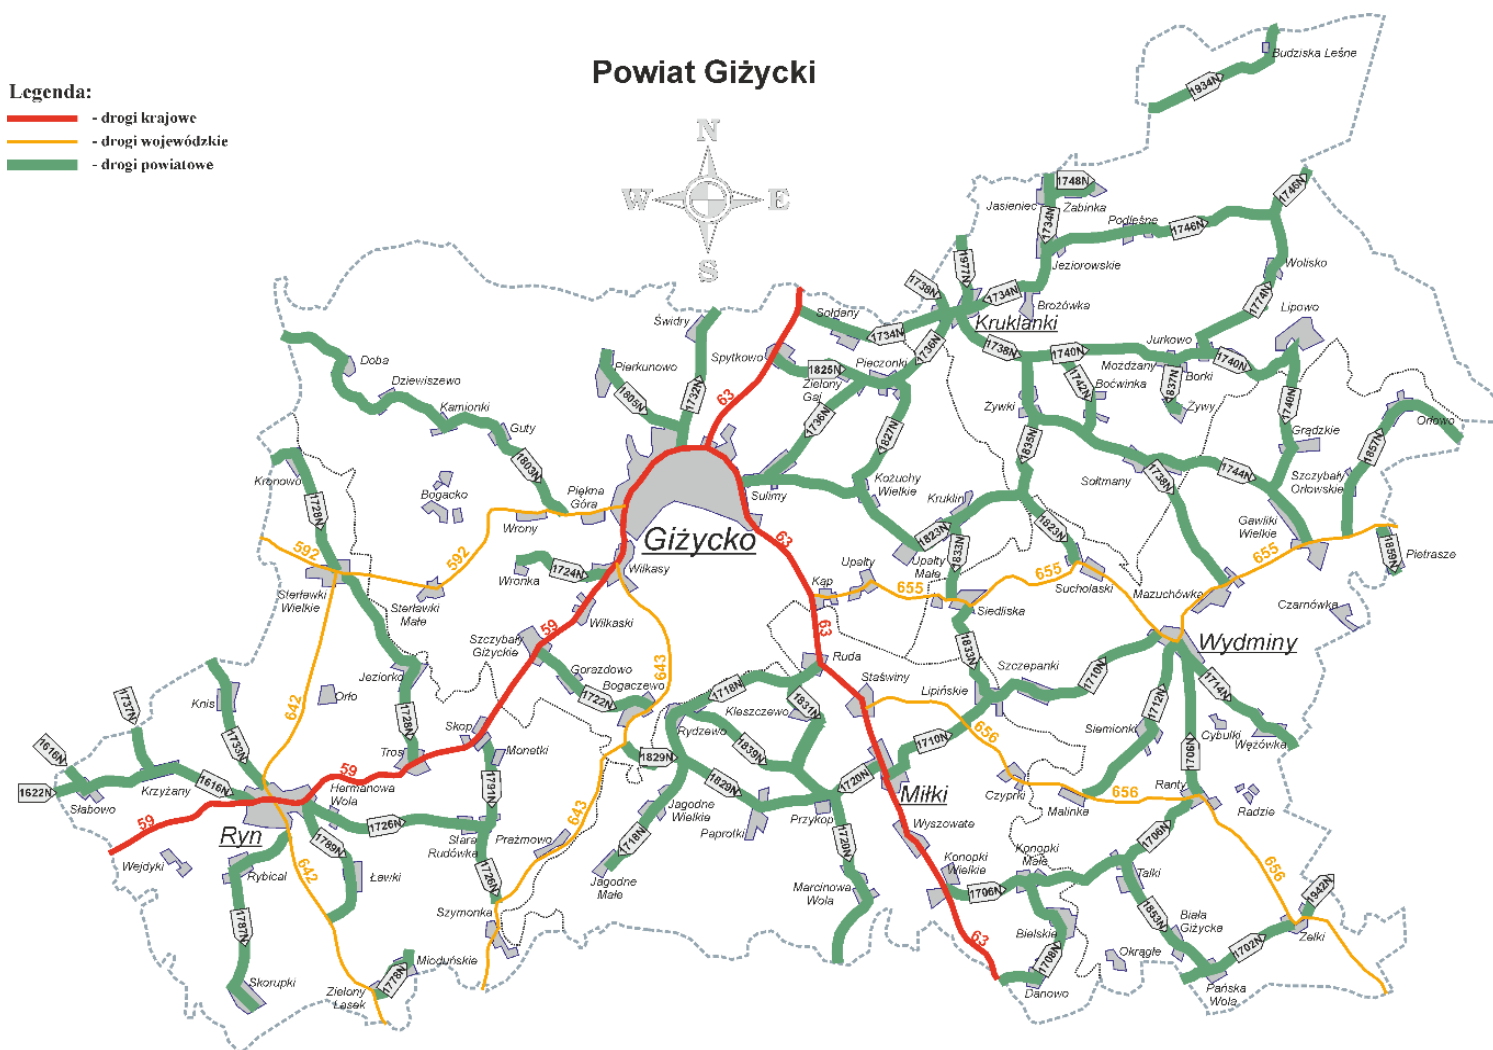 Powiat Giżycki
Legenda:
- drogi krajowe
- drogi wojewódzkie
- drogi powiatowe
N
W
E
S
Budziska Leśne
1934N
1748N
Jasieniec
Żabinka
1734N
Podleśne
1746N
1746N
Jeziorowskie
1977N
Wolisko
1738N
1734N
Brożówka
1774N
Lipowo
Kruklanki
Sołdany
1734N
1736N
1738N
Jurkowo
1740N
1740N
Możdżany
Borki
Świdry
Spytkowo
Pieczonki
1825N
Zielony
Gaj
1742N
Boćwinka
1837N
Żywy
Doba
Pierkunowo
1605N
1732N
63
Dziewiszewo
Kamionki
Guty
1736N
1827N
Żywki
1835N
1740N
Grądzkie
Orłowo
1857N
Kronowo
1728N
1803N
Bogacko
Piękna
Góra
Wrony
Sulimy
Kożuchy
Wielkie
Kruklin
Sołtmany
1738N
1744N
Szczybały
Orłowskie
Gawliki
Wielkie
Giżycko
63
1823N
1823N
1833N
Upałty
Małe
655
Pietrasze
1859N
592
592
Wronka
1724N
Wilkasy
Sterławki
Wielkie
Sterławki
Małe
Kap
Upałty
655
655
Sucholaski
Mazuchówka
Siedliska
Czarnówka
Wydminy
Wilkaski
59
63
Szczybały
Giżyckie
Gorazdowo
Bogaczewo
1722N
643
Ruda
Staświny
1833N
Lipińskie
Szczepanki
1710N
1714N
1712N
Jeziorko
Orło
642
Knis
1737N
1733N
1728N
Skop
Monetki
Tros
1718N
Kleszczewo
1831N
Rydzewo
1839N
1829N
1829N
1710N
656
Siemionki
1706N
Cybulki
Wężówka
1616N
1622N
Słabowo
Krzyżany
1616N
59
59
Hermanowa
Wola
1791N
1720N
Miłki
Czyprki
Malinka
656
Ranty
Radzie
Ryn
1789N
1726N
Stara
Rudówka
Prażmowo
643
Jagodne
Wielkie
Paprotki
Przykop
Wyszowate
1718N
1720N
Wejdyki
Rybical
642
Ławki
1726N
Szymonka
Jagodne
Małe
Marcinowa
Wola
Konopki
Wielkie
Konopki
Małe
1706N
1706N
Talki
656
1942N
1787N
1853N
Biała
Giżycka
Bielskie
63
1708N
Okrągłe
1702N
Zelki
Skorupki
Mioduńskie
1778N
Zielony
Lasek
Danowo
Pańska
Wola